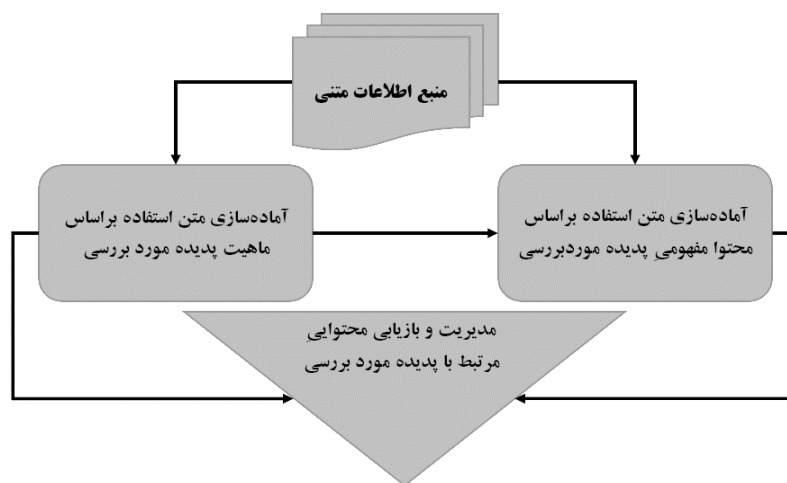 منبع اطلاعات متنی
آماده‌سازی متن استفاده براساس
محتوا مفهومیِ پدیده موردبررسی
آماده‌سازی متن استفاده براساس
ماهیت پدیده مورد بررسی
مدیریت و بازیابی محتواییِ
مرتبط با پدیده مورد بررسی